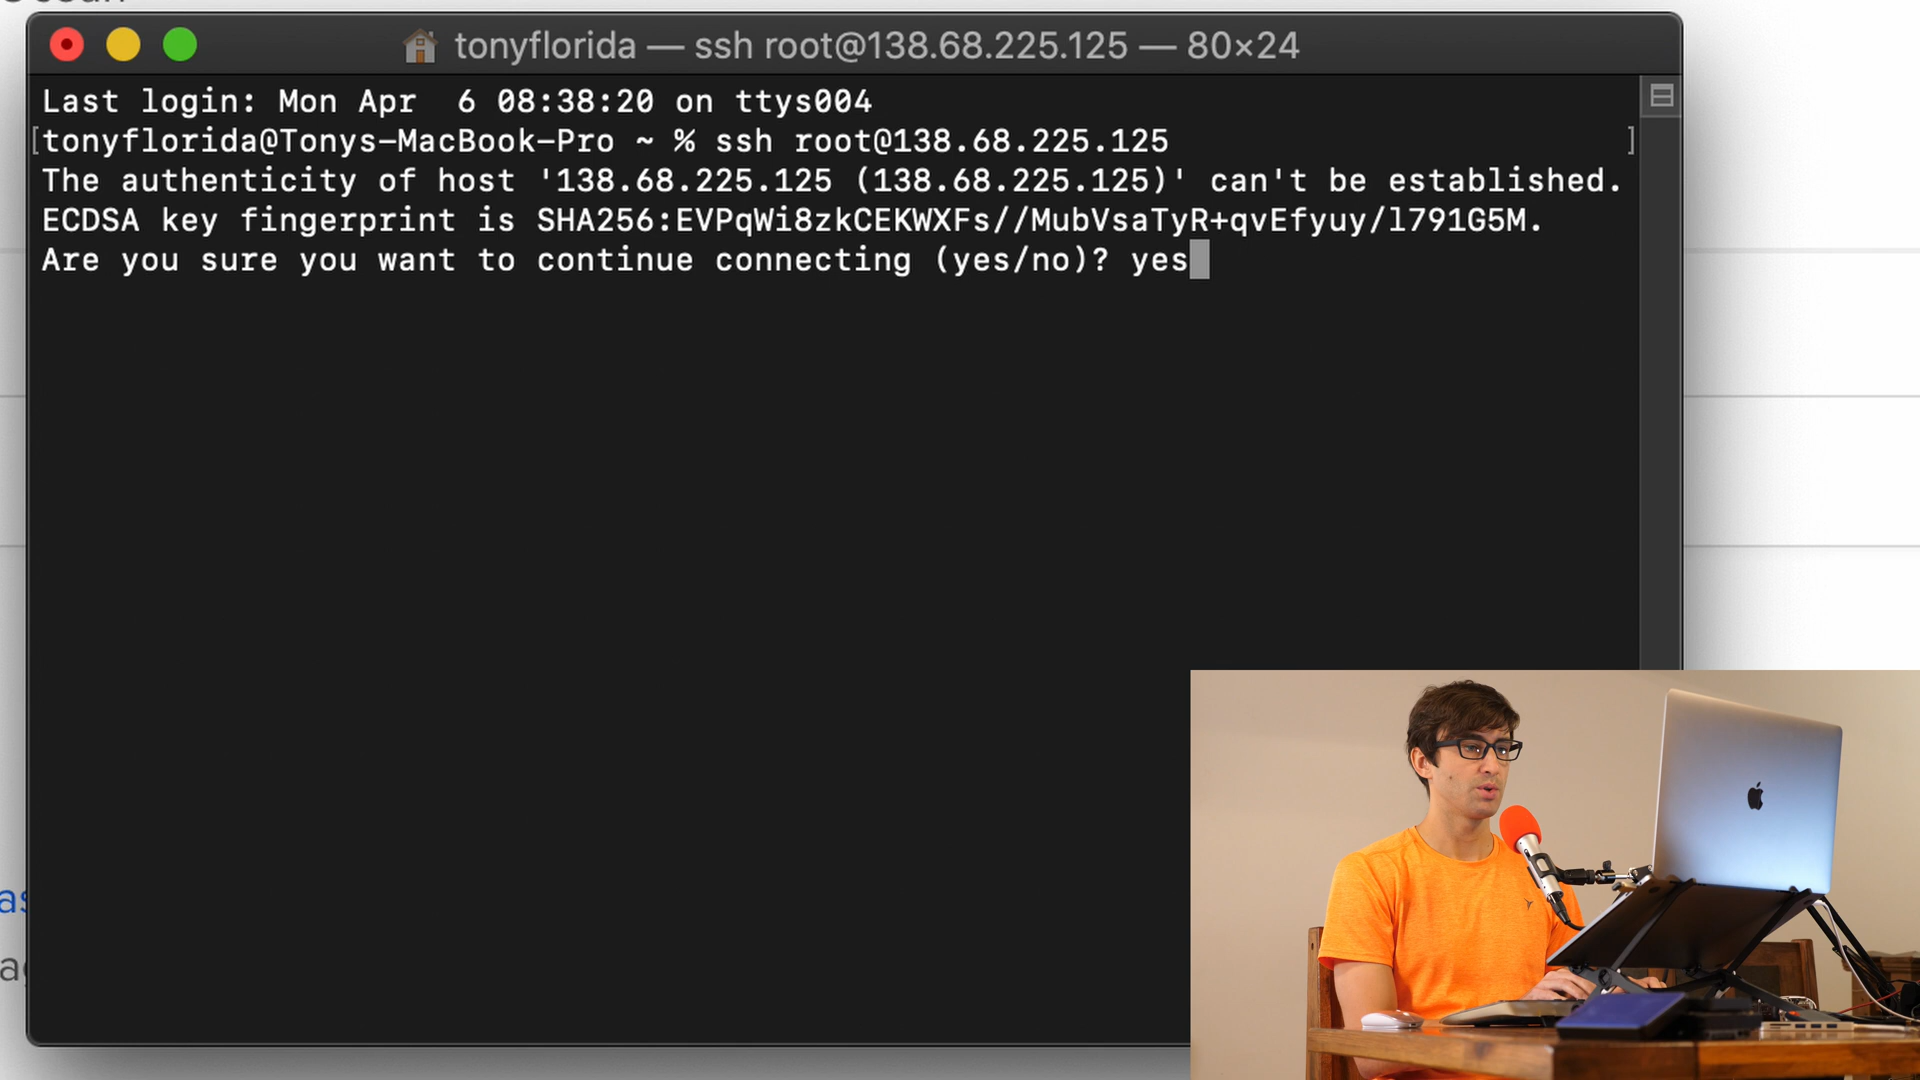 tonyflorida — ssh root@138.68.225.125 — 80×24
Last login: Mon Apr  6 08:38:20 on ttys004
[tonyflorida@Tonys-MacBook-Pro ~ % ssh root@138.68.225.125 ]
The authenticity of host '138.68.225.125 (138.68.225.125)' can't be established.
ECDSA key fingerprint is SHA256:EVPqWi8zkCEKWXFs//MubVsaTyR+qvEfyuy/l791G5M.
Are you sure you want to continue connecting (yes/no)? yes